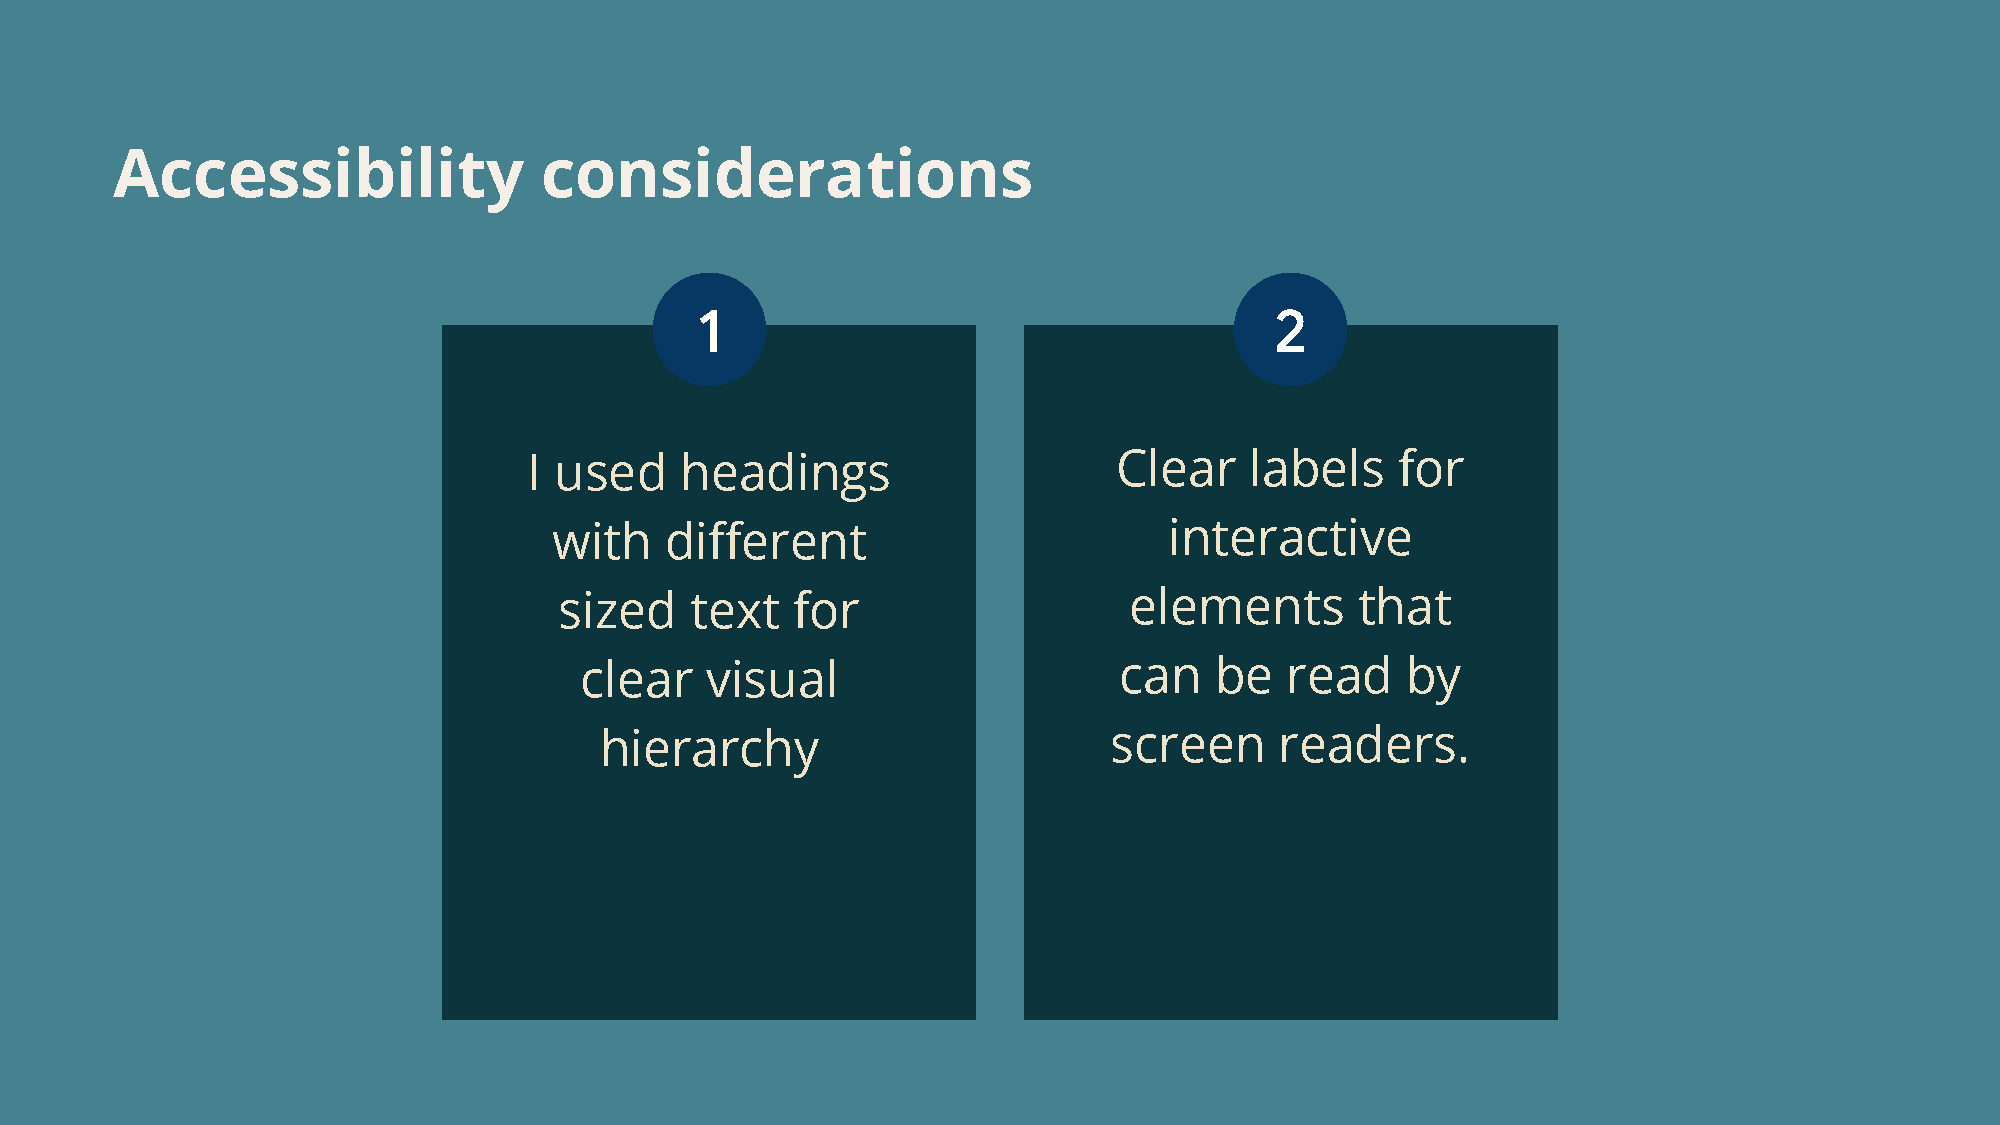 Accessibility considerations
1
I used headings
with different
sized text for
clear visual
hierarchy
2
Clear labels for
interactive
elements that
can be read by
screen readers.